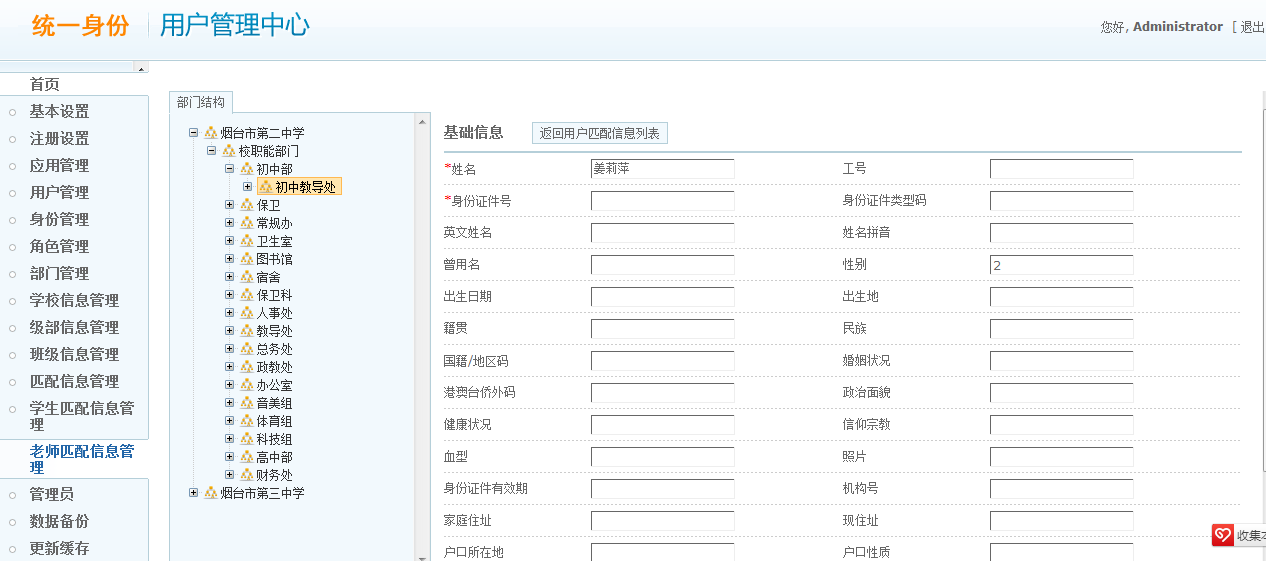 统一身份 用户管理中心
您好, Administrator [ 退出
首页
基本设置
注册设置
应用管理
用户管理
身份管理
角色管理
部门管理
学校信息管理
级部信息管理
班级信息管理
匹配信息管理
学生匹配信息管
理
老师匹配信息管
理
管理员
数据备份
更新缓存
部门结构
烟台市第二中学
校职能部门
初中部
初中教导处
保卫
常规办
卫生室
图书馆
宿舍
保卫科
人事处
教导处
总务处
政教处
办公室
音美组
体育组
科技组
高中部
财务处
烟台市第三中学
基础信息 返回用户匹配信息列表
*姓名 姜莉萍 工号
*身份证件号 身份证件类型码
英文姓名 姓名拼音
曾用名 性别 2
出生日期 出生地
籍贯 民族
国籍/地区码 婚姻状况
港澳台侨外码 政治面貌
健康状况 信仰宗教
血型 照片
身份证件有效期 机构号
家庭住址 现住址
户口所在地 户口性质
收集本